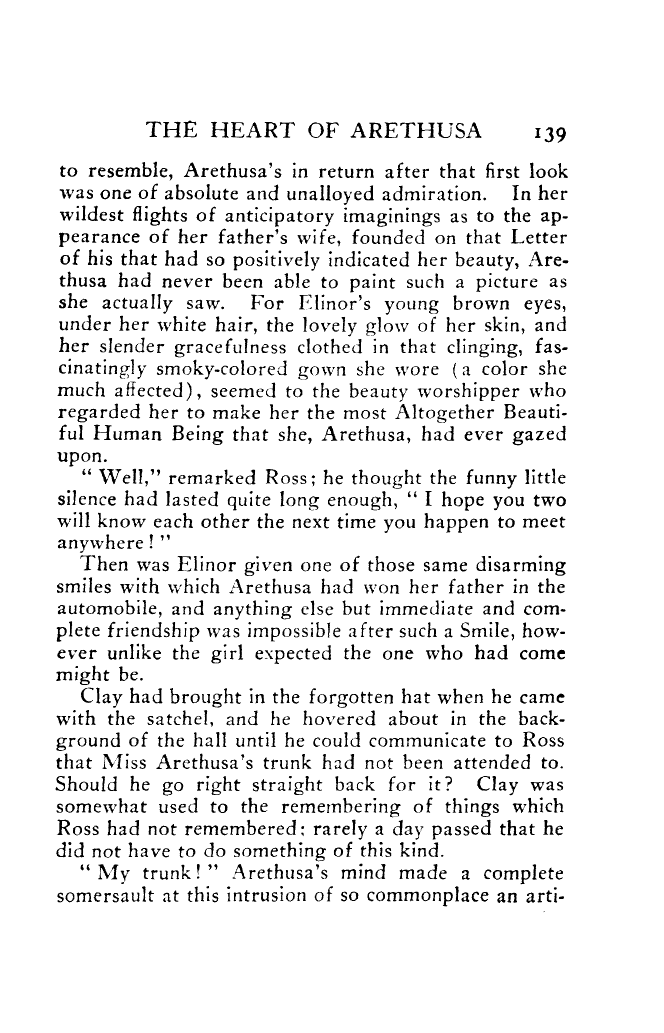 THE HEART OF ARETHUSA 139
to resemble, Arethusa's in return after that first look
was one of absolute and unalloyed admiration. In her
wildest flights of anticipatory imaginings as to the ap-
pearance of her father's wife, founded on that Letter
of his that had so positively indicated her beauty, Are-
thusa had never been able to paint such a picture as
she actually saw. For Elinor's young brown eyes,
under her white hair, the lovely glow of her skin, and
her slender gracefulness clothed in that clinging, fas-
cinatingly smoky-colored gown she wore (a color she
much affected), seemed to the beauty worshipper who
regarded her to make her the most Altogether Beauti-
ful Human Being that she, Arethusa, had ever gazed
upon.
" Well," remarked Ross; he thought the funny little
silence had lasted quite long enough, " I hope you two
will know each other the next time you happen to meet
anywhere ! "
Then was Elinor given one of those same disarming
smiles with which Arethusa had won her father in the
automobile, and anything else but immediate and com-
plete friendship was impossible after such a Smile, how-
ever unlike the girl expected the one who had come
might be.
Clay had brought in the forgotten hat when he came
with the satchel, and he hovered about in the back-
ground of the hall until he could communicate to Ross
that Miss Arethusa's trunk had not been attended to.
Should he go right straight back for it? Clay was
somewhat used to the remembering of things which
Ross had not remembered; rarely a day passed that he
did not have to do something of this kind.
" My trunk! " Arethusa's mind made a complete
somersault at this intrusion of so commonplace an arti-